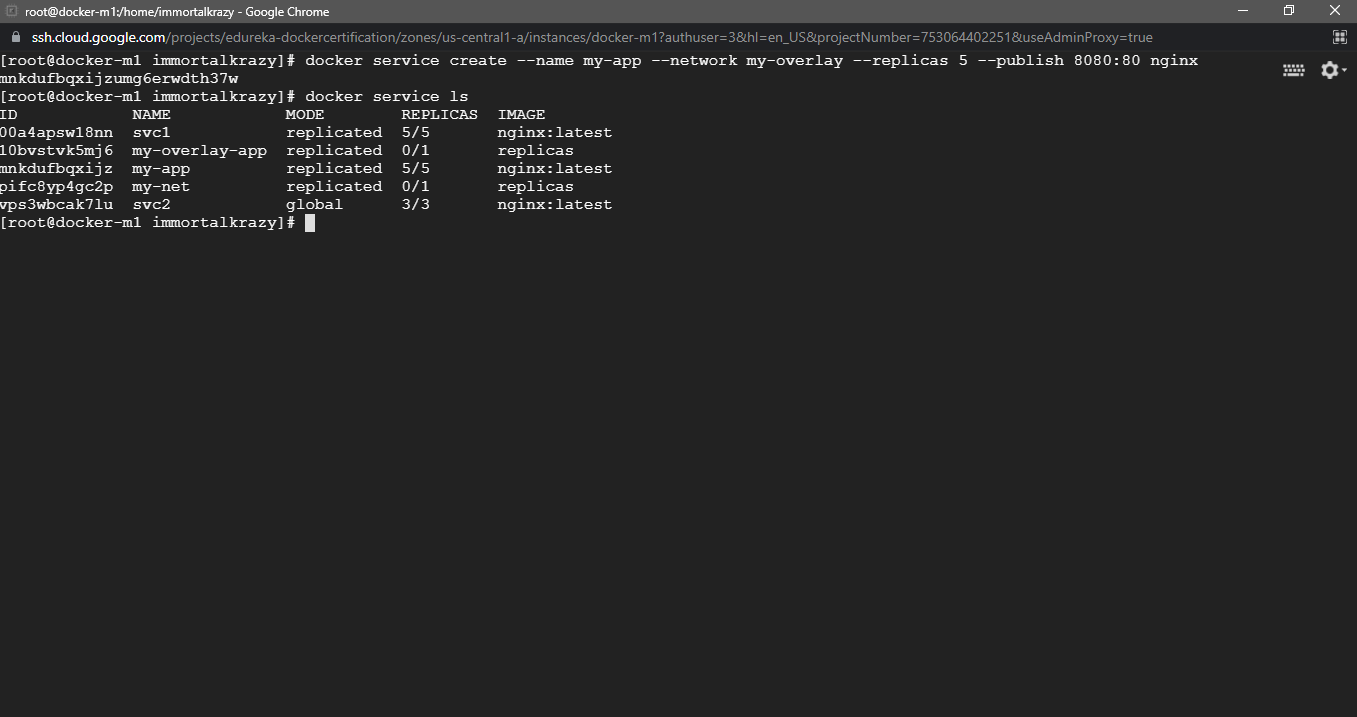 root@docker-m1:/home/immortalkrazy - Google Chrome
ssh.cloud.google.com/projects/edureka-dockercertification/zones/us-central1-a/instances/docker-m1?authuser=3&hl=en_US&projectNumber=753064402251&useAdminProxy=true
[root@docker-m1 immortalkrazy]# docker service create --name my-app --network my-overlay --replicas 5 --publish 8080:80 nginx
mnkdufbqxijzumg6erwdth37w
[root@docker-m1 immortalkrazy]# docker service ls
ID NAME MODE REPLICAS IMAGE
00a4apsw18nn svc1 replicated 5/5 nginx:latest
10bvstvk5mj6 my-overlay-app replicated 0/1 replicas
mnkdufbqxijz my-app replicated 5/5 nginx:latest
pifc8yp4gc2p my-net replicated 0/1 replicas
vps3wbcak7lu svc2 global 3/3 nginx:latest
[root@docker-m1 immortalkrazy]#